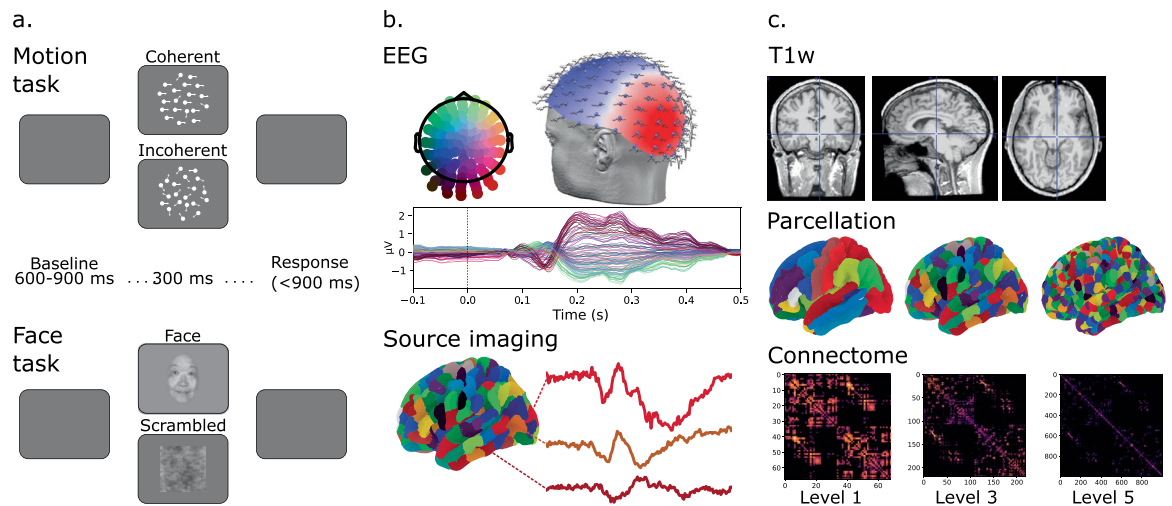 a.
Motion
task
Coherent
Incoherent
Baseline
600-900 ms
....300 ms ....
Response
(<900 ms)
Face
task
Face
Scrambled
b.
EEG
μV
2
1
0
−1
−0.1 0.0 0.1 0.2 0.3 0.4 0.5
Time (s)
Source imaging
c.
T1w
Parcellation
Connectome
0
10
20
30
40
50
60
0 20 40 60
Level 1
0
50
100
150
200
0 50 100 150 200
Level 3
0
200
400
600
800
0 200 400 600 800
Level 5